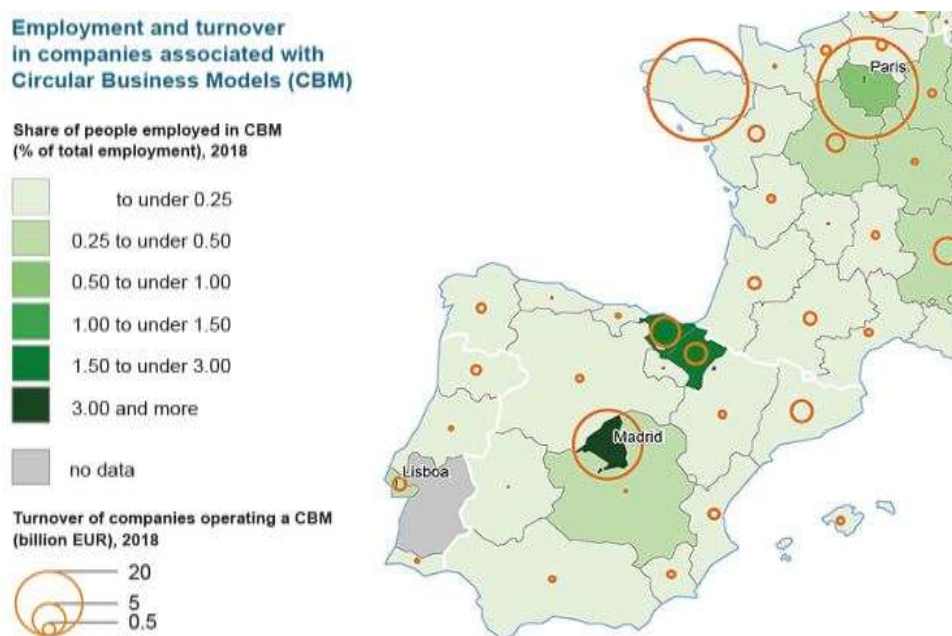 Employment and turnover
in companies associated with
Circular Business Models (CBM)
Share of people employed in CBM
(% of total employment), 2018
to under 0.25
0.25 to under 0.50
0.50 to under 1.00
1.00 to under 1.50
1.50 to under 3.00
3.00 and more
no data
Turnover of companies operating a CBM
(billion EUR), 2018
20
5
0.5
Paris
Madrid
Lisboa